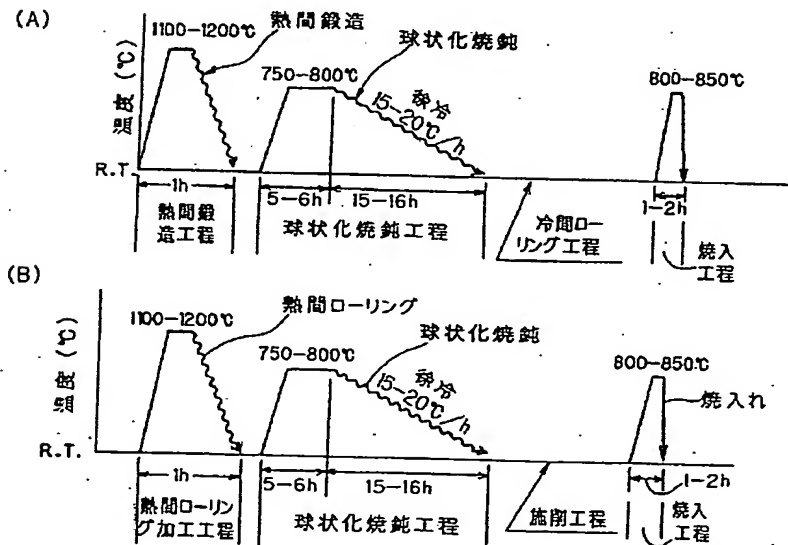 (A)
温度(℃)
1100-1200℃
熱間鍛造
球状化焼鈍
750-800℃
徐冷
15-20℃/h
800-850℃
R.T.
1h
5-6h
15-16h
1-2h
熱間鍛
造工程
球状化焼鈍工程
冷間ロー
リング工程
焼入
工程
(B)
温度(℃)
1100-1200℃
熱間ローリング
球状化焼鈍
750-800℃
徐冷
15-20℃/h
800-850℃
焼入れ
R.T.
1h
5-6h
15-16h
1-2h
熱間ローリン
グ加工工程
球状化焼鈍工程
施削工程
焼入
工程